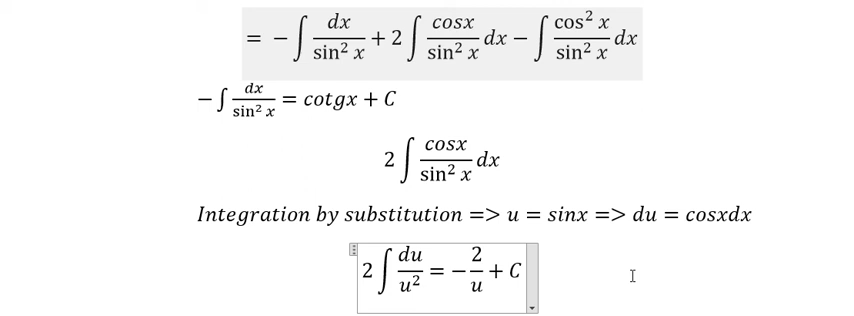 = − ∫ dx/sin² x + 2 ∫ cosx/sin² x dx − ∫ cos² x/sin² x dx
− ∫ dx/sin² x = cotgx + C
2 ∫ cosx/sin² x dx
Integration by substitution => u = sinx => du = cosxdx
2 ∫ du/u² = − 2/u + C